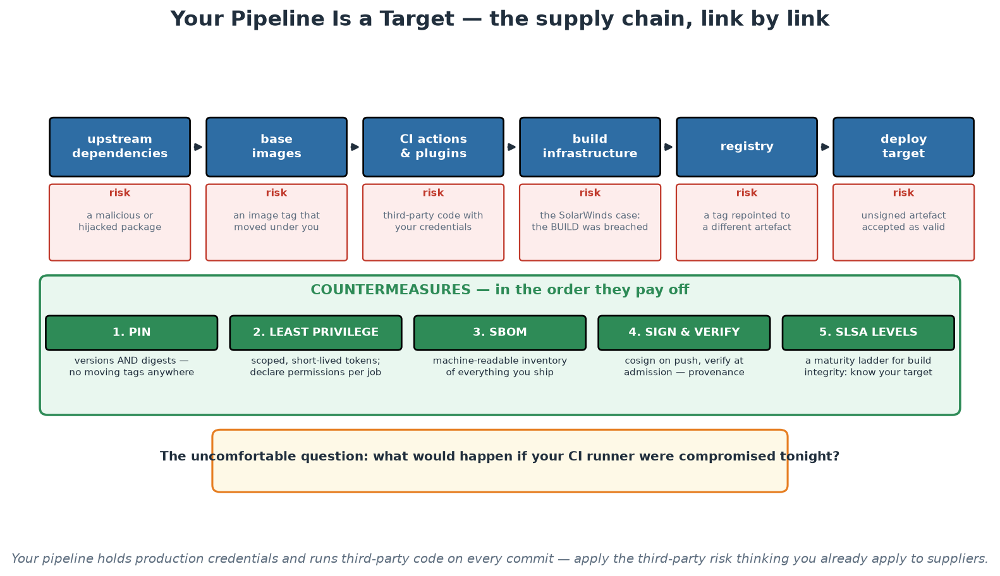 Your Pipeline Is a Target — the supply chain, link by link
upstream
dependencies
base
images
CI actions
& plugins
build
infrastructure
registry
deploy
target
risk
a malicious or
hijacked package
risk
an image tag that
moved under you
risk
third-party code with
your credentials
risk
the SolarWinds case:
the BUILD was breached
risk
a tag repointed to
a different artefact
risk
unsigned artefact
accepted as valid
COUNTERMEASURES — in the order they pay off
1. PIN
versions AND digests —
no moving tags anywhere
2. LEAST PRIVILEGE
scoped, short-lived tokens;
declare permissions per job
3. SBOM
machine-readable inventory
of everything you ship
4. SIGN & VERIFY
cosign on push, verify at
admission — provenance
5. SLSA LEVELS
a maturity ladder for build
integrity: know your target
The uncomfortable question: what would happen if your CI runner were compromised tonight?
Your pipeline holds production credentials and runs third-party code on every commit — apply the third-party risk thinking you already apply to suppliers.